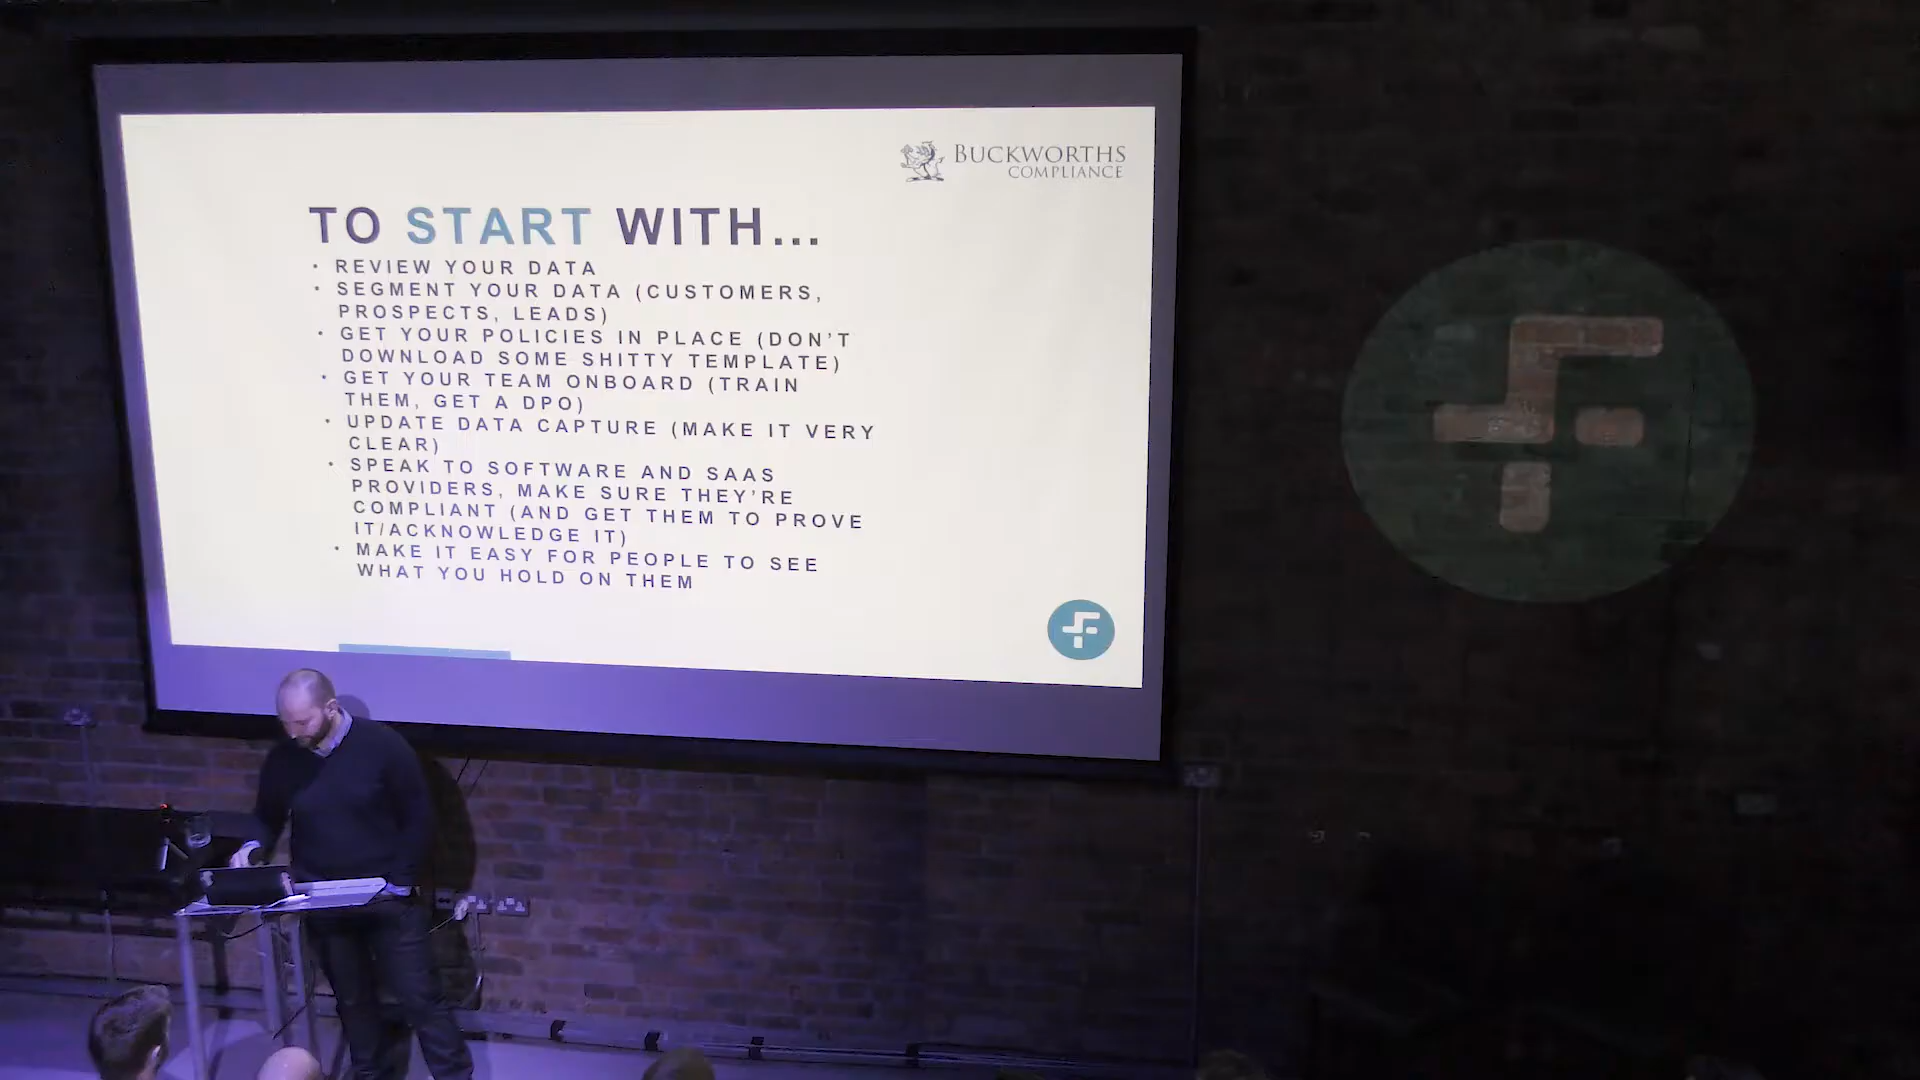 BUCKWORTHS
COMPLIANCE
TO START WITH...
• REVIEW YOUR DATA
• SEGMENT YOUR DATA (CUSTOMERS,
PROSPECTS, LEADS)
• GET YOUR POLICIES IN PLACE (DON'T
DOWNLOAD SOME SHITTY TEMPLATE)
• GET YOUR TEAM ONBOARD (TRAIN
THEM, GET A DPO)
• UPDATE DATA CAPTURE (MAKE IT VERY
CLEAR)
• SPEAK TO SOFTWARE AND SAAS
PROVIDERS, MAKE SURE THEY'RE
COMPLIANT (AND GET THEM TO PROVE
IT/ACKNOWLEDGE IT)
• MAKE IT EASY FOR PEOPLE TO SEE
WHAT YOU HOLD ON THEM